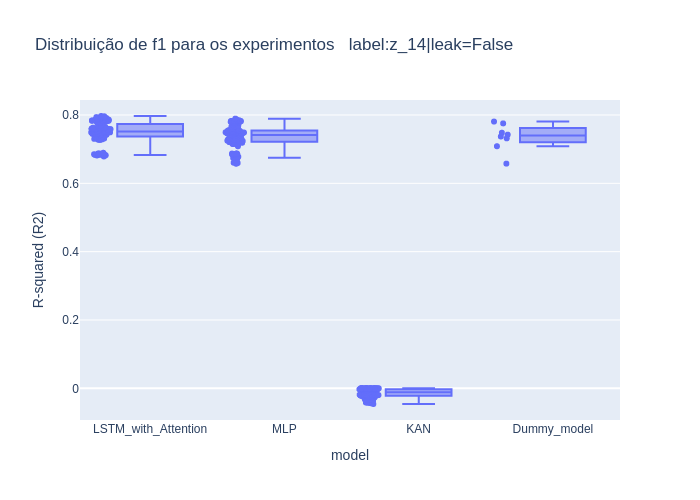 Distribuição de f1 para os experimentos   label:z_14|leak=False
R-squared (R2)
0.8
0.6
0.4
0.2
0
LSTM_with_Attention
MLP
KAN
Dummy_model
model